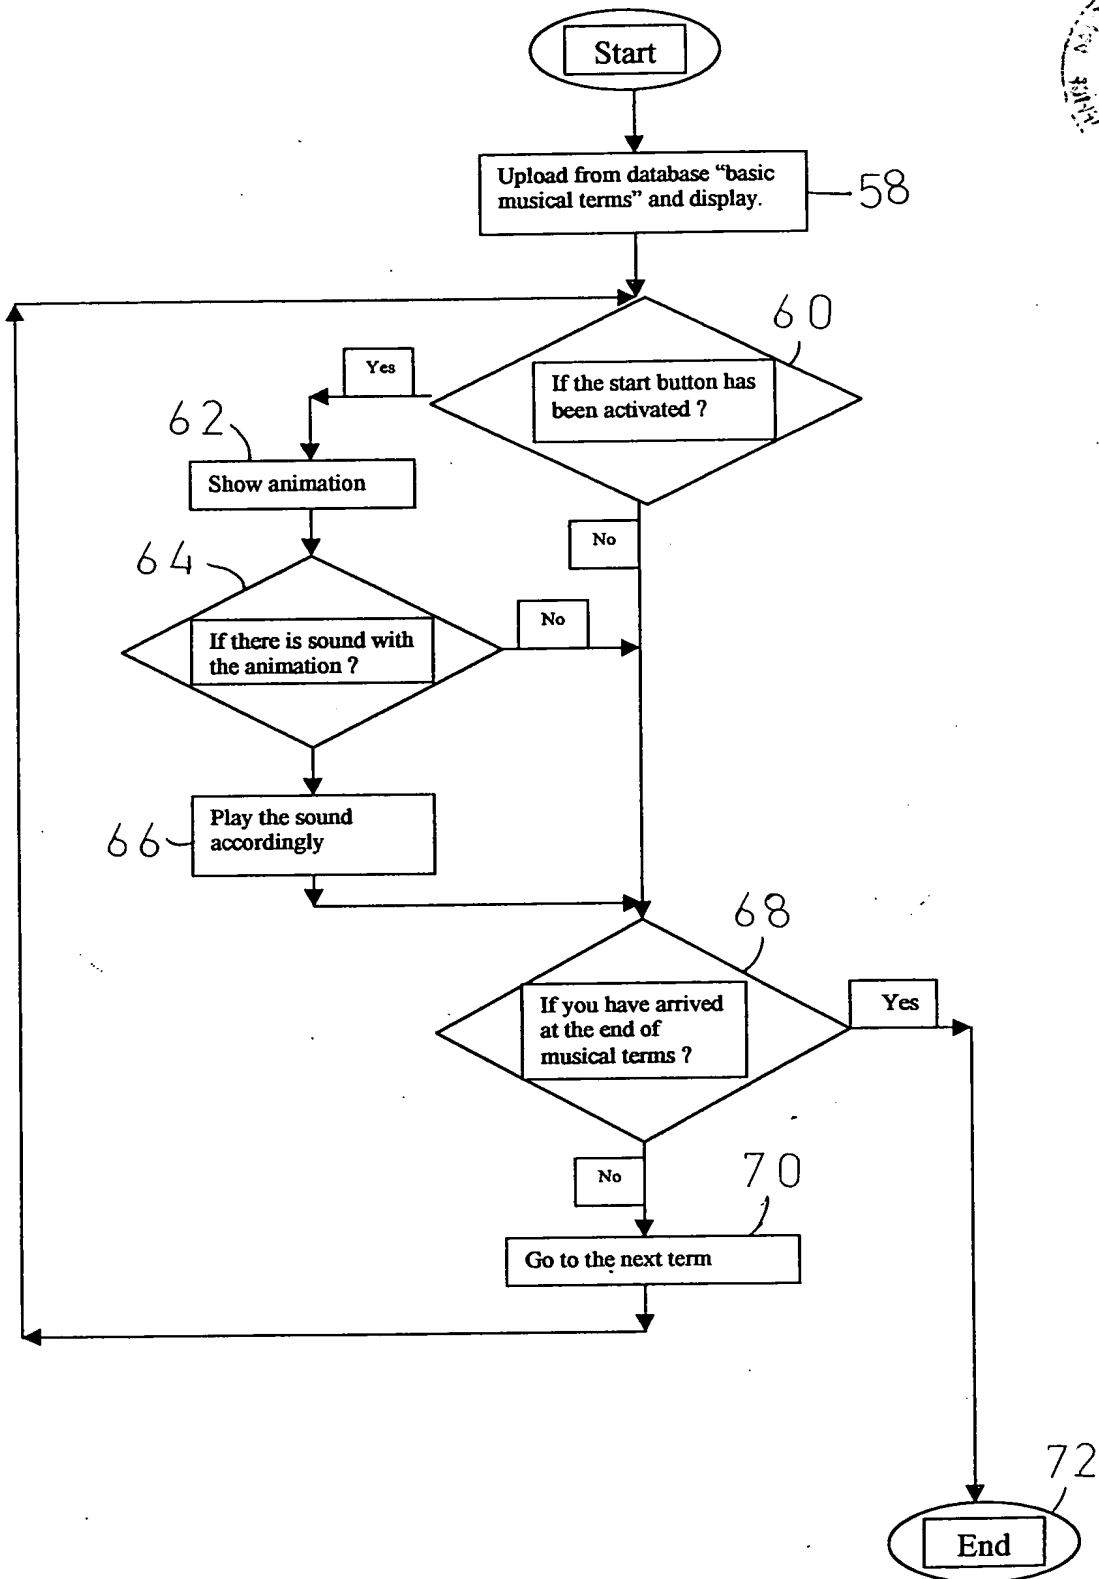 Start
Upload from database “basic
musical terms” and display.
58
60
If the start button has
been activated ?
Yes
62
Show animation
No
64
If there is sound with
the animation ?
No
Play the sound
accordingly
66
68
If you have arrived
at the end of
musical terms ?
Yes
No
70
Go to the next term
72
End